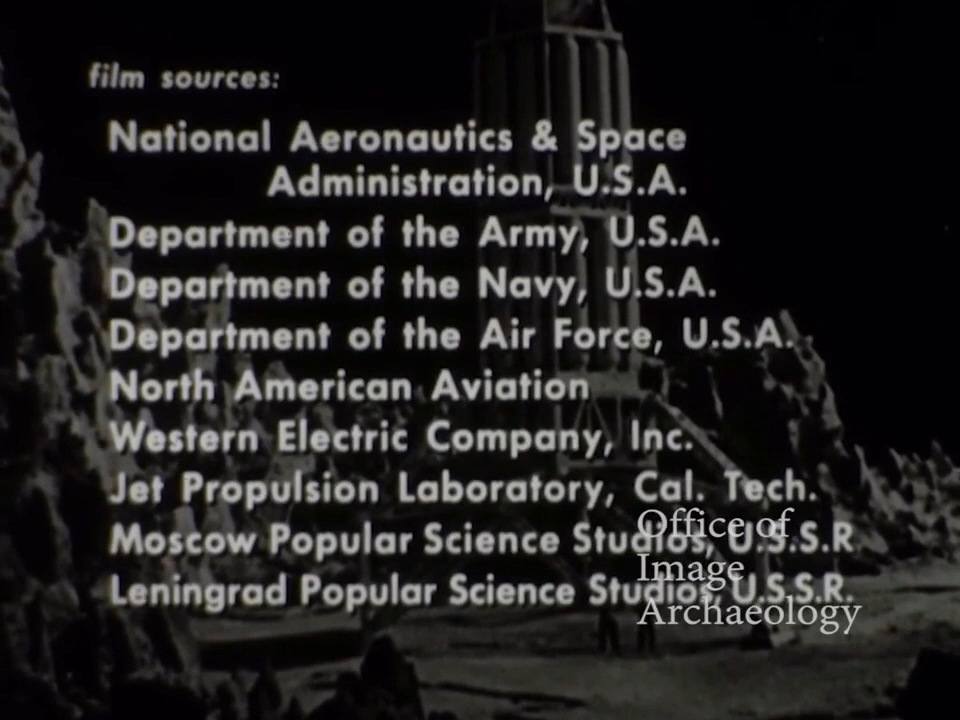 film sources:
National Aeronautics & Space
Administration, U.S.A.
Department of the Army, U.S.A.
Department of the Navy, U.S.A.
Department of the Air Force, U.S.A.
North American Aviation
Western Electric Company, Inc.
Jet Propulsion Laboratory, Cal. Tech.
Moscow Popular Science Studios, U.S.S.R.
Leningrad Popular Science Studios, U.S.S.R.
Office of
Image
Archaeology